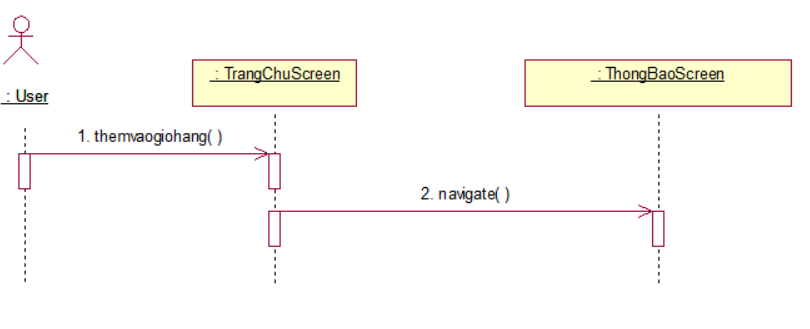 : TrangChuScreen
: ThongBaoScreen
: User
1. themvaogiohang( )
2. navigate( )